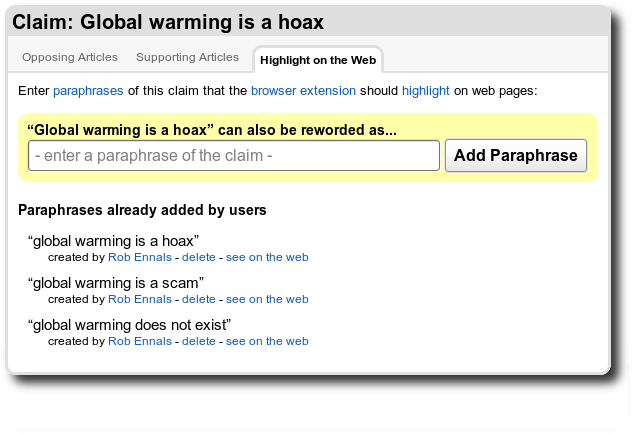 Claim: Global warming is a hoax
Opposing Articles Supporting Articles Highlight on the Web
Enter paraphrases of this claim that the browser extension should highlight on web pages:
“Global warming is a hoax” can also be reworded as...
- enter a paraphrase of the claim - Add Paraphrase
Paraphrases already added by users
“global warming is a hoax”
created by Rob Ennals - delete - see on the web
“global warming is a scam”
created by Rob Ennals - delete - see on the web
“global warming does not exist”
created by Rob Ennals - delete - see on the web